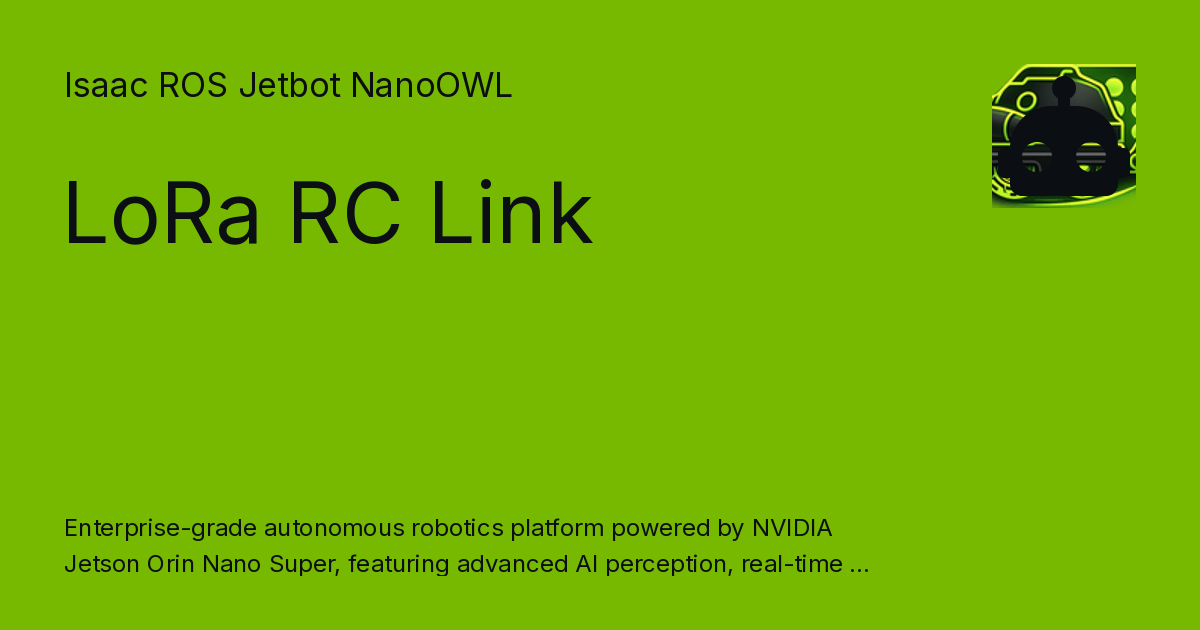 Isaac ROS Jetbot NanoOWL
LoRa RC Link
Enterprise-grade autonomous robotics platform powered by NVIDIA
Jetson Orin Nano Super, featuring advanced AI perception, real-time ...